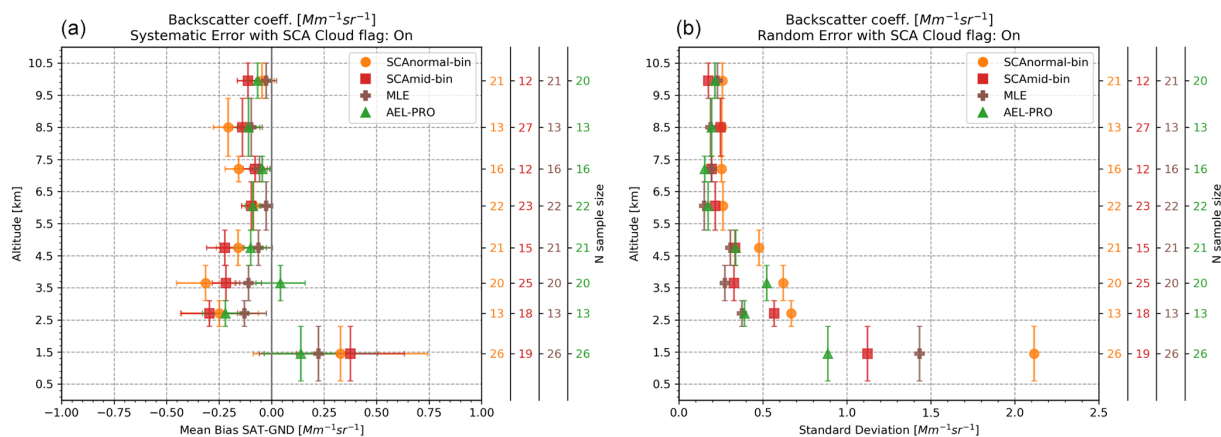 (a)
Backscatter coeff. [Mm⁻¹sr⁻¹]
Systematic Error with SCA Cloud flag: On
SCAnormal-bin
SCAmid-bin
MLE
AEL-PRO
Altitude [km]
10.5
9.5
8.5
7.5
6.5
5.5
4.5
3.5
2.5
1.5
0.5
−1.00 −0.75 −0.50 −0.25 0.00 0.25 0.50 0.75 1.00
Mean Bias SAT-GND [Mm⁻¹sr⁻¹]
21 12 21 20
13 27 13 13
16 12 16 16
22 23 22 22
21 15 21 21
20 25 20 20
13 18 13 13
26 19 26 26
N sample size
(b)
Backscatter coeff. [Mm⁻¹sr⁻¹]
Random Error with SCA Cloud flag: On
SCAnormal-bin
SCAmid-bin
MLE
AEL-PRO
Altitude [km]
10.5
9.5
8.5
7.5
6.5
5.5
4.5
3.5
2.5
1.5
0.5
0.0 0.5 1.0 1.5 2.0 2.5
Standard Deviation [Mm⁻¹sr⁻¹]
21 12 21 20
13 27 13 13
16 12 16 16
22 23 22 22
21 15 21 21
20 25 20 20
13 18 13 13
26 19 26 26
N sample size